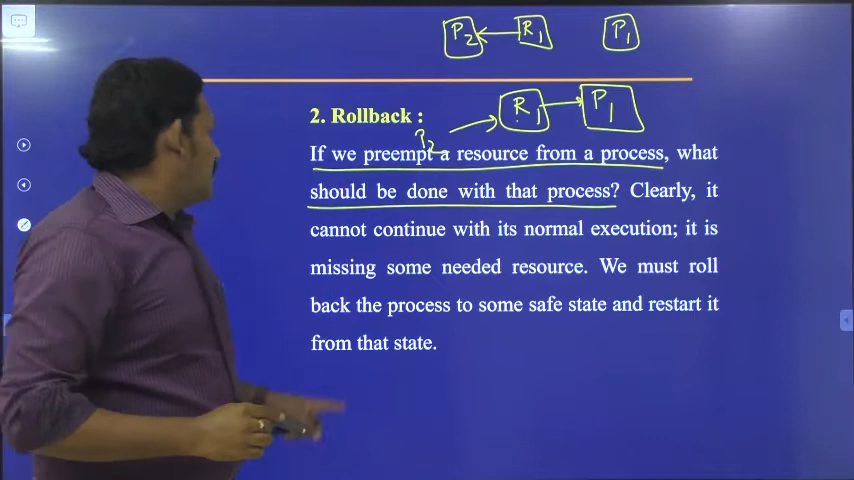 P2 ← R1 P1
2. Rollback :
R1 → P1
P2
If we preempt a resource from a process, what
should be done with that process? Clearly, it
cannot continue with its normal execution; it is
missing some needed resource. We must roll
back the process to some safe state and restart it
from that state.